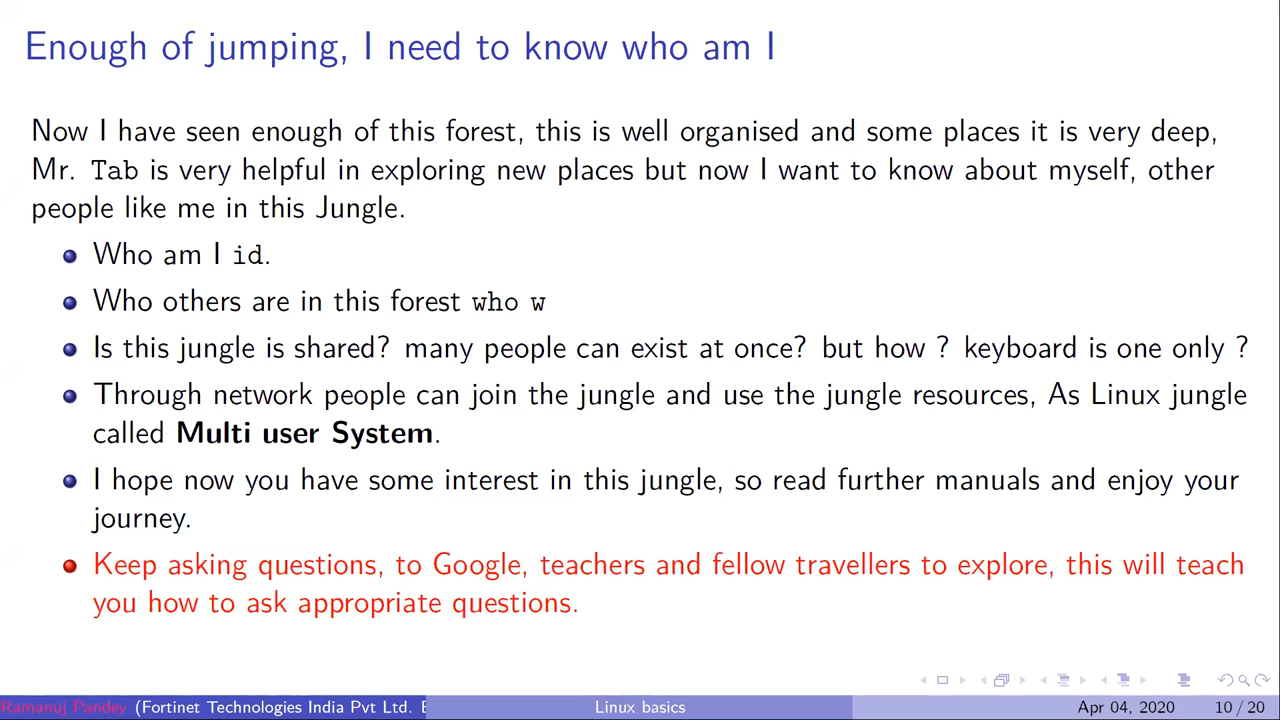 Enough of jumping, I need to know who am I
Now I have seen enough of this forest, this is well organised and some places it is very deep,
Mr. Tab is very helpful in exploring new places but now I want to know about myself, other
people like me in this Jungle.
Who am I id.
Who others are in this forest who w
Is this jungle is shared? many people can exist at once? but how ? keyboard is one only ?
Through network people can join the jungle and use the jungle resources, As Linux jungle
called Multi user System.
I hope now you have some interest in this jungle, so read further manuals and enjoy your
journey.
Keep asking questions, to Google, teachers and fellow travellers to explore, this will teach
you how to ask appropriate questions.
Ramanuj Pandey (Fortinet Technologies India Pvt Ltd. Linux basics Apr 04, 2020 10 / 20